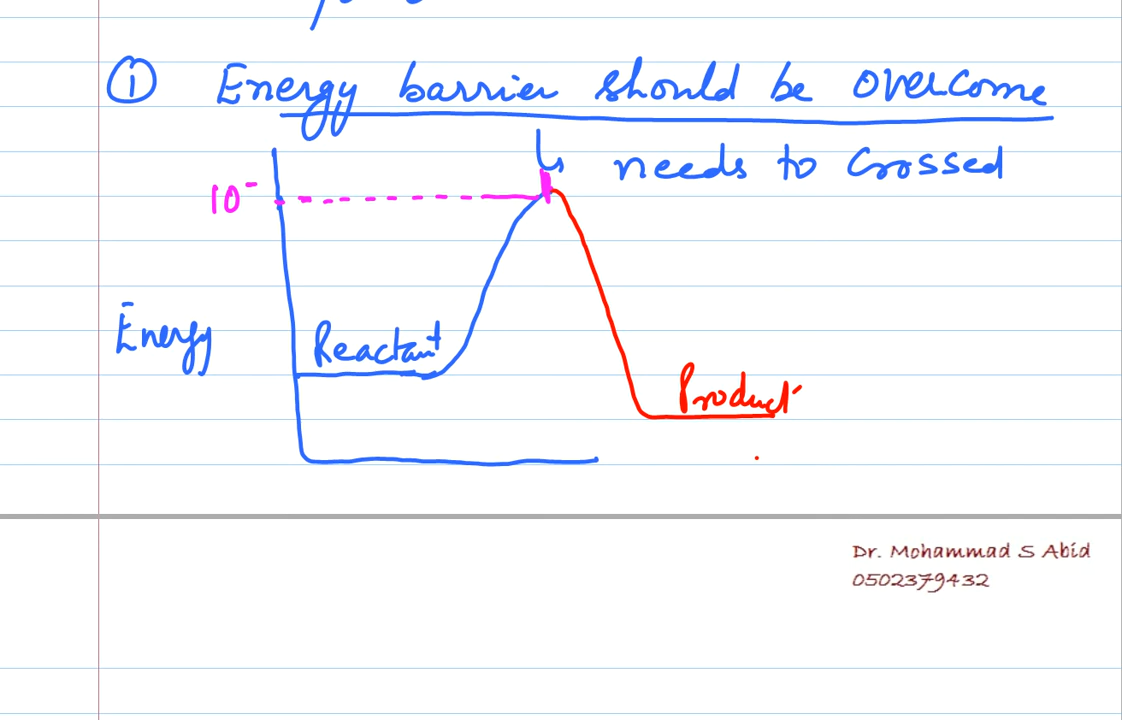 ① Energy barrier should be overcome
↳ needs to crossed
10⁻
Energy
Reactant
Product
Dr. Mohammad S Abid
0502379432